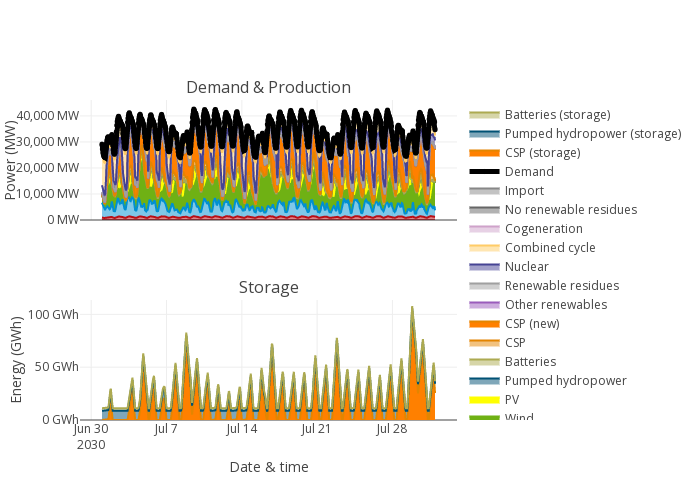 Demand & Production
Power (MW)
40,000 MW
30,000 MW
20,000 MW
10,000 MW
0 MW
Storage
Energy (GWh)
100 GWh
50 GWh
0 GWh
Jun 30
2030
Jul 7
Jul 14
Jul 21
Jul 28
Date & time
Batteries (storage)
Pumped hydropower (storage)
CSP (storage)
Demand
Import
No renewable residues
Cogeneration
Combined cycle
Nuclear
Renewable residues
Other renewables
CSP (new)
CSP
Batteries
Pumped hydropower
PV
Wind